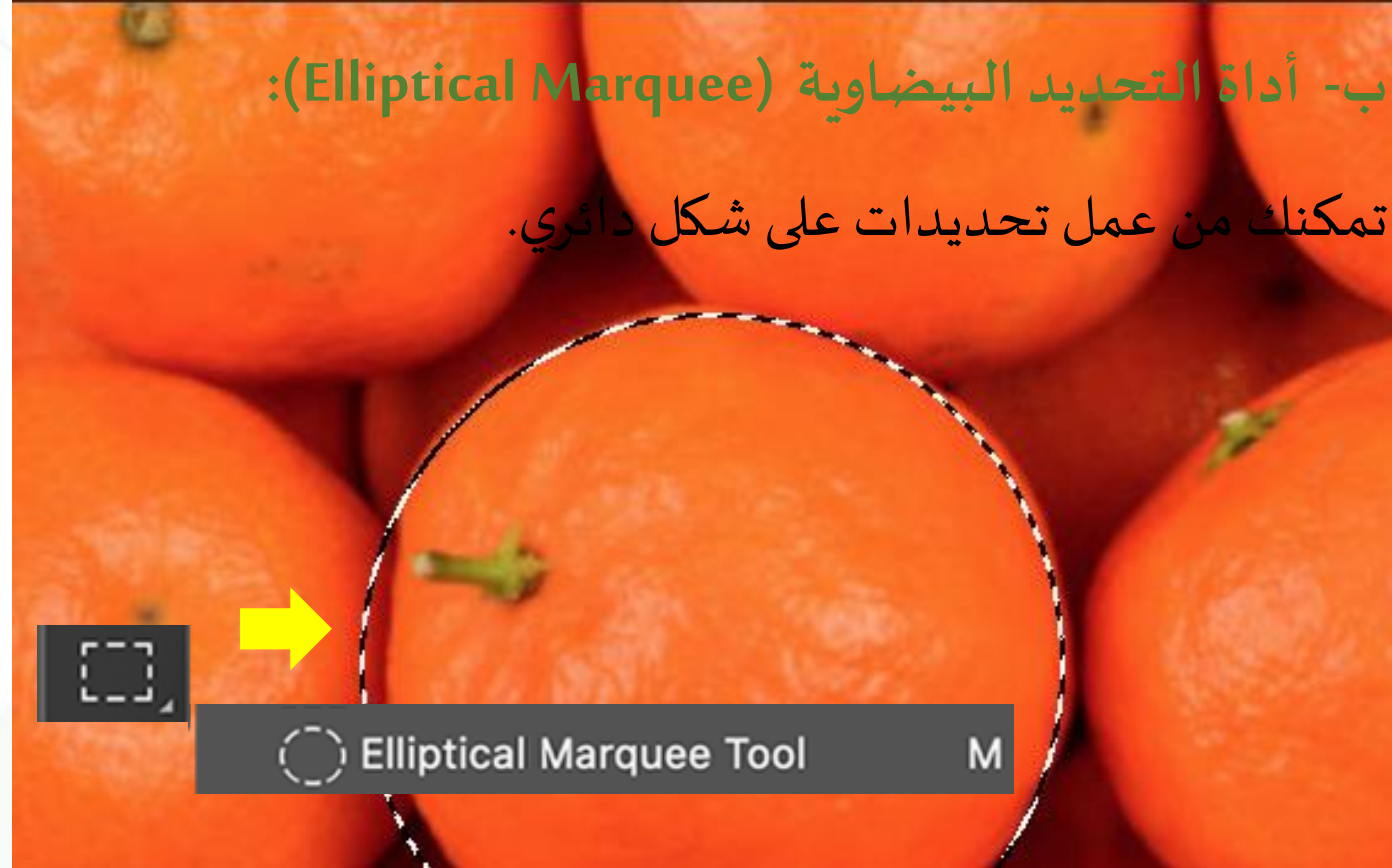 ب- أداة التحديد البيضاوية (Elliptical Marquee):
تمكنك من عمل تحديدات على شكل دائري.
Elliptical Marquee Tool M